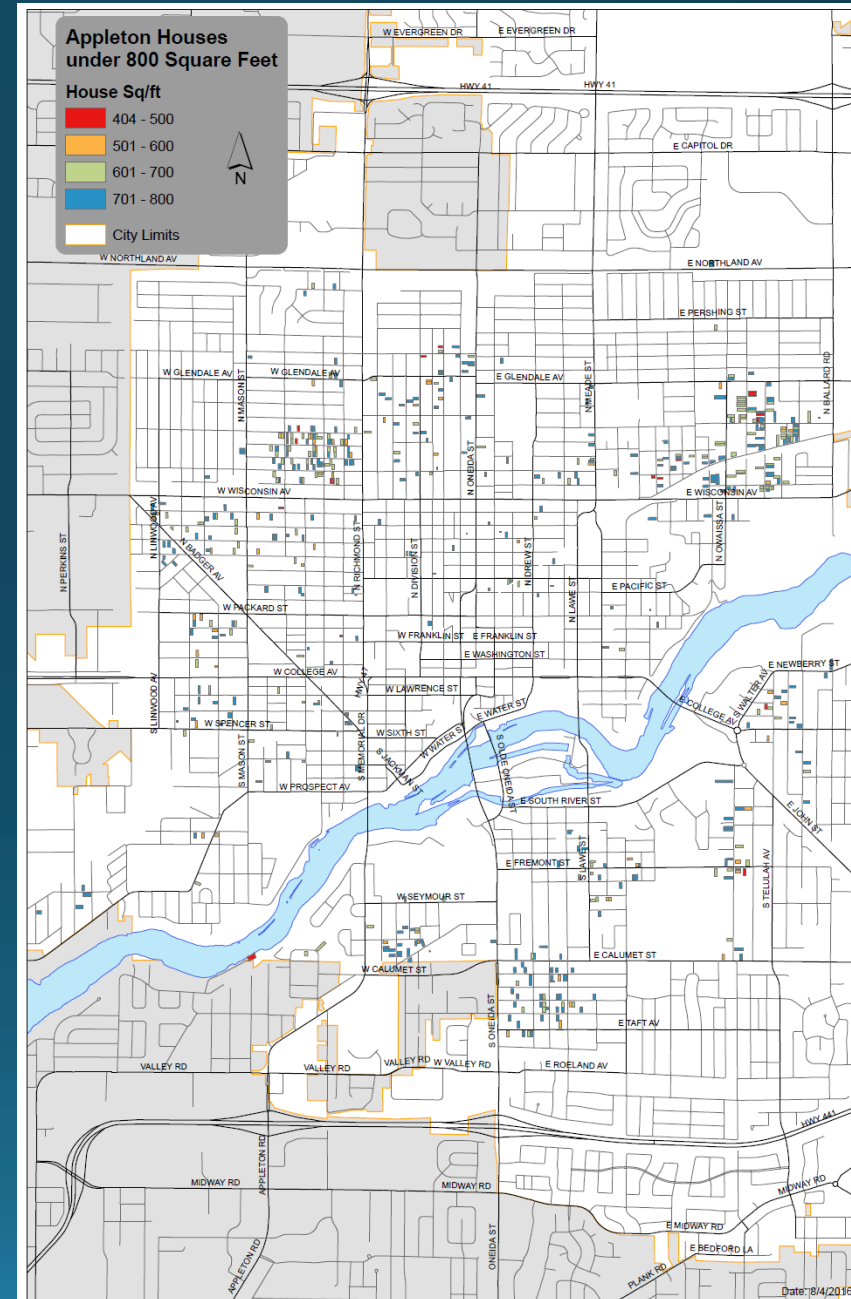 Appleton Houses
under 800 Square Feet
House Sq/ft
404 - 500
501 - 600
601 - 700
701 - 800
City Limits
N
W EVERGREEN DR
E EVERGREEN DR
HWY 41
HWY 41
E CAPITOL DR
W NORTHLAND AV
E NORTHLAND AV
E PERSHING ST
W GLENDALE AV
W GLENDALE AV
E GLENDALE AV
N MASON ST
N ONEIDA ST
N MEADE ST
N BALLARD RD
W WISCONSIN AV
E WISCONSIN AV
N PERKINS ST
N LINWOOD AV
N BADGER AV
N RICHMOND ST
N DIVISION ST
N DREW ST
N LAWE ST
N OWAISSA ST
E PACIFIC ST
W PACKARD ST
W FRANKLIN ST
E FRANKLIN ST
E WASHINGTON ST
W COLLEGE AV
HWY 47
W LAWRENCE ST
E NEWBERRY ST
S LINWOOD AV
W SPENCER ST
S MASON ST
S MEMORIAL DR
W SIXTH ST
W WATER ST
E WATER ST
E COLLEGE AV
S WALTER AV
S JACKMAN ST
S OLDE ONEIDA ST
W PROSPECT AV
E SOUTH RIVER ST
E JOHN ST
S LAWE ST
E FREMONT ST
S TELULAH AV
W SEYMOUR ST
W CALUMET ST
E CALUMET ST
S ONEIDA ST
E TAFT AV
VALLEY RD
VALLEY RD
VALLEY RD
W VALLEY RD
E ROELAND AV
APPLETON RD
HWY 441
MIDWAY RD
MIDWAY RD
MIDWAY RD
APPLETON RD
ONEIDA ST
E MIDWAY RD
E BEDFORD LA
PLANK RD
Date: 8/4/2016